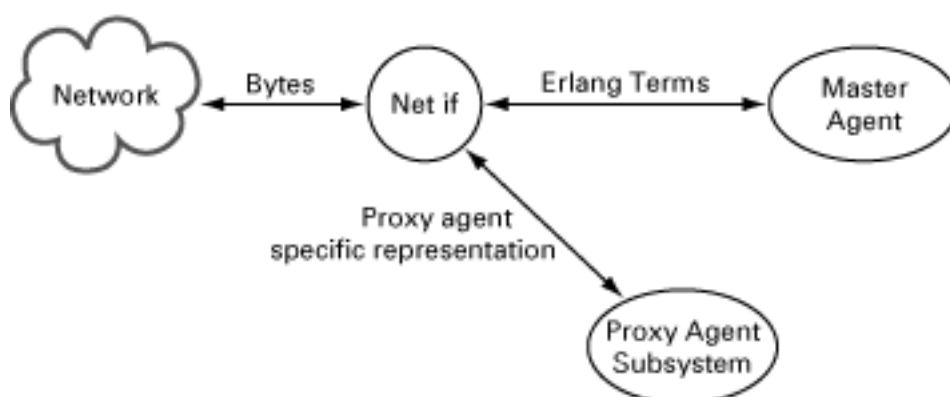 Network
Bytes
Net if
Erlang Terms
Master
Agent
Proxy agent
specific representation
Proxy Agent
Subsystem